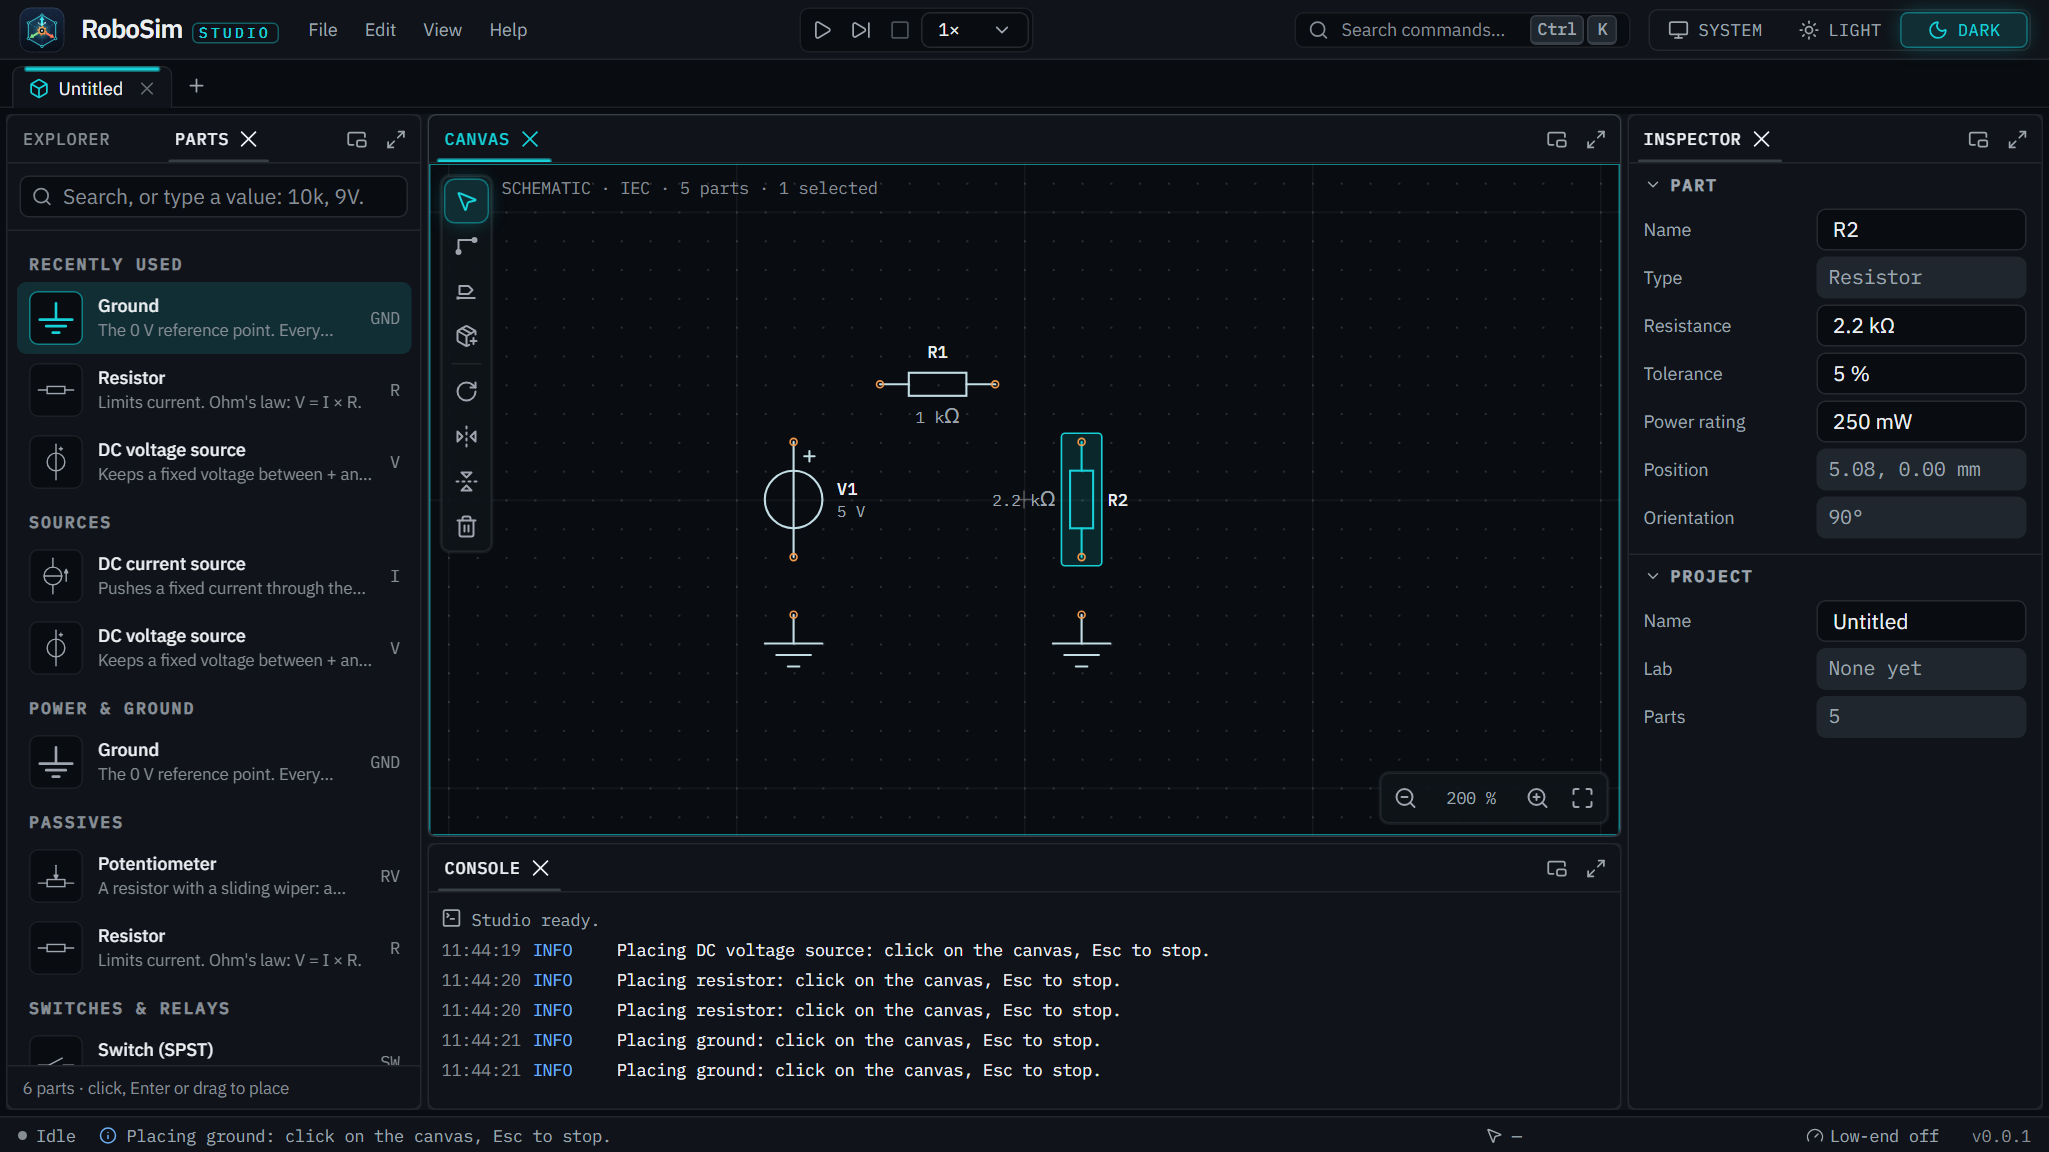 RoboSim STUDIO File Edit View Help
1×
Search commands... Ctrl K
SYSTEM LIGHT DARK
Untitled
EXPLORER PARTS
Search, or type a value: 10k, 9V.
RECENTLY USED
Ground
The 0 V reference point. Every... GND
Resistor
Limits current. Ohm's law: V = I × R. R
DC voltage source
Keeps a fixed voltage between + an... V
SOURCES
DC current source
Pushes a fixed current through the... I
DC voltage source
Keeps a fixed voltage between + an... V
POWER & GROUND
Ground
The 0 V reference point. Every... GND
PASSIVES
Potentiometer
A resistor with a sliding wiper: a... RV
Resistor
Limits current. Ohm's law: V = I × R. R
SWITCHES & RELAYS
Switch (SPST)
SW
6 parts · click, Enter or drag to place
CANVAS
SCHEMATIC · IEC · 5 parts · 1 selected
R1
1 kΩ
+
V1
5 V
2.2 kΩ R2
200 %
CONSOLE
Studio ready.
11:44:19 INFO Placing DC voltage source: click on the canvas, Esc to stop.
11:44:20 INFO Placing resistor: click on the canvas, Esc to stop.
11:44:20 INFO Placing resistor: click on the canvas, Esc to stop.
11:44:21 INFO Placing ground: click on the canvas, Esc to stop.
11:44:21 INFO Placing ground: click on the canvas, Esc to stop.
INSPECTOR
PART
Name R2
Type Resistor
Resistance 2.2 kΩ
Tolerance 5 %
Power rating 250 mW
Position 5.08, 0.00 mm
Orientation 90°
PROJECT
Name Untitled
Lab None yet
Parts 5
Idle Placing ground: click on the canvas, Esc to stop.
—
Low-end off v0.0.1